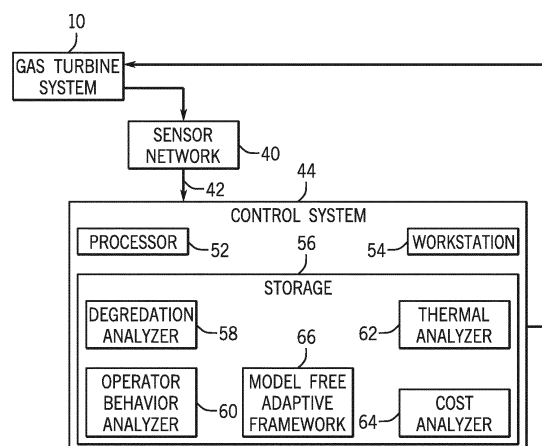 10
GAS TURBINE
SYSTEM
SENSOR
NETWORK
40
42
44
CONTROL SYSTEM
PROCESSOR
52
56
54
WORKSTATION
STORAGE
DEGREDATION
ANALYZER
58
62
THERMAL
ANALYZER
66
OPERATOR
BEHAVIOR
ANALYZER
60
MODEL FREE
ADAPTIVE
FRAMEWORK
64
COST ANALYZER